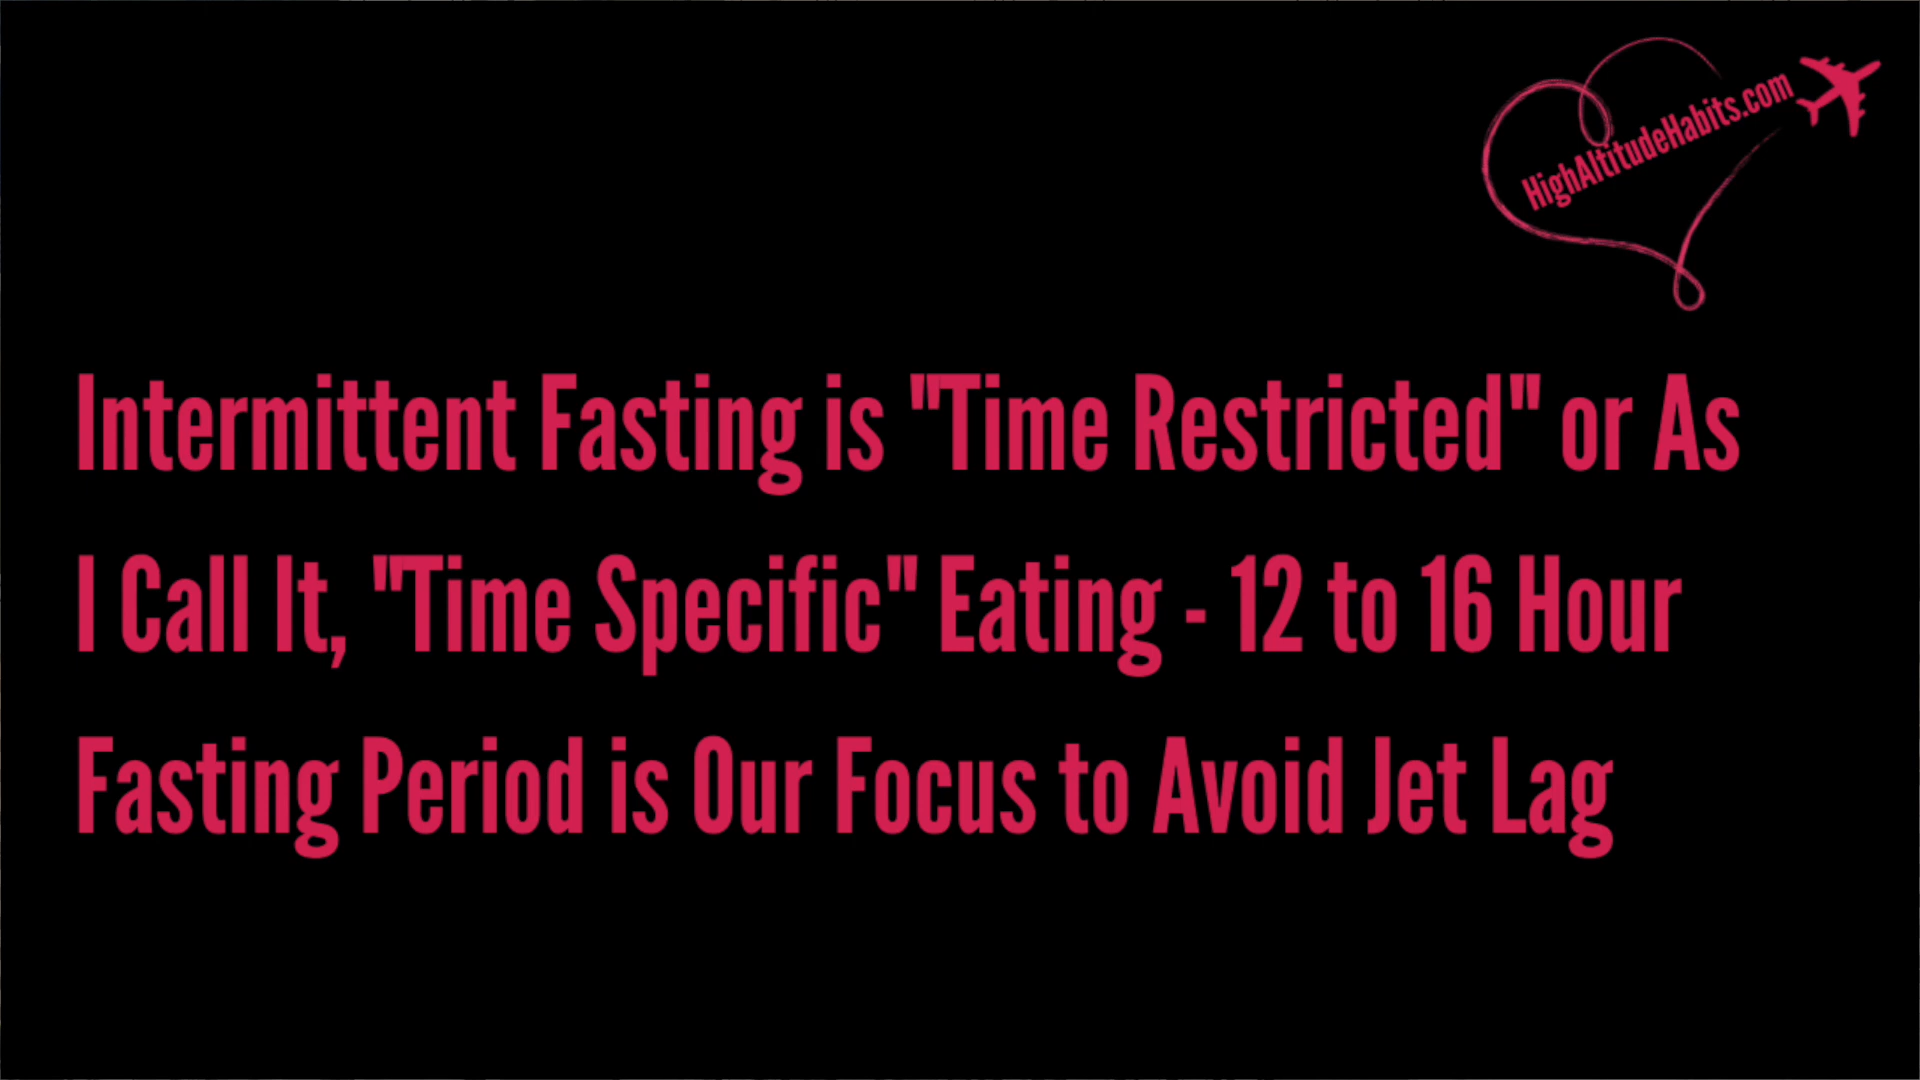 HighAltitudeHabits.com
Intermittent Fasting is "Time Restricted" or As
I Call It, "Time Specific" Eating - 12 to 16 Hour
Fasting Period is Our Focus to Avoid Jet Lag